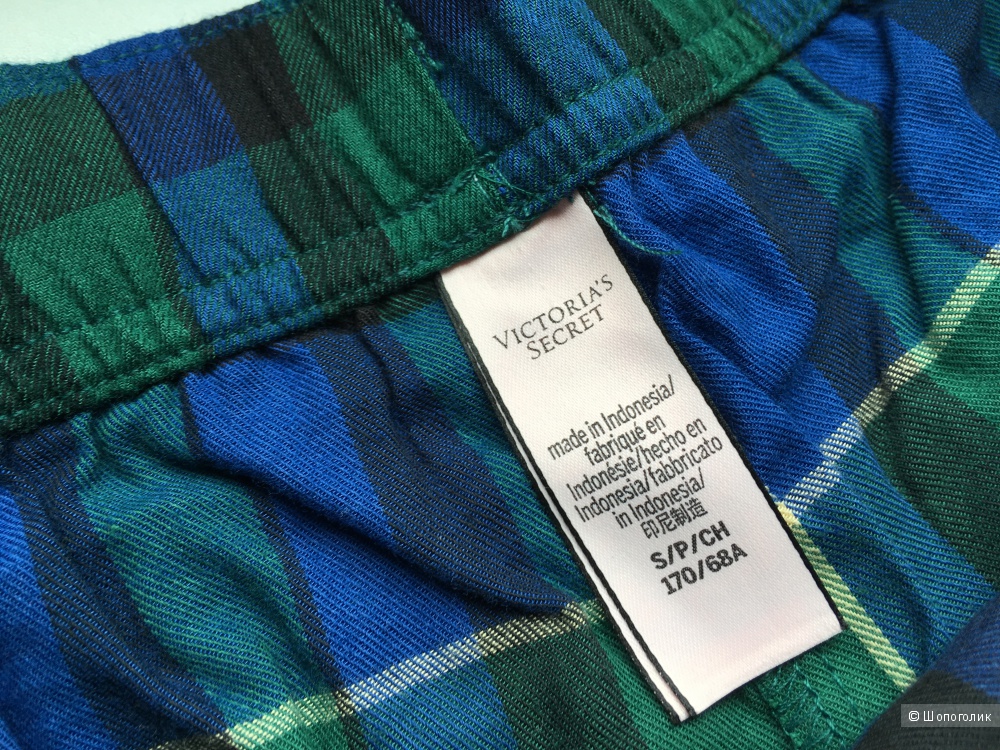 VICTORIA'S
SECRET
made in Indonesia/
fabriqué en
Indonésie/hecho en
Indonesia/fabbricato
in Indonesia/
印尼制造
S/P/CH
170/68A
© Шопоголик